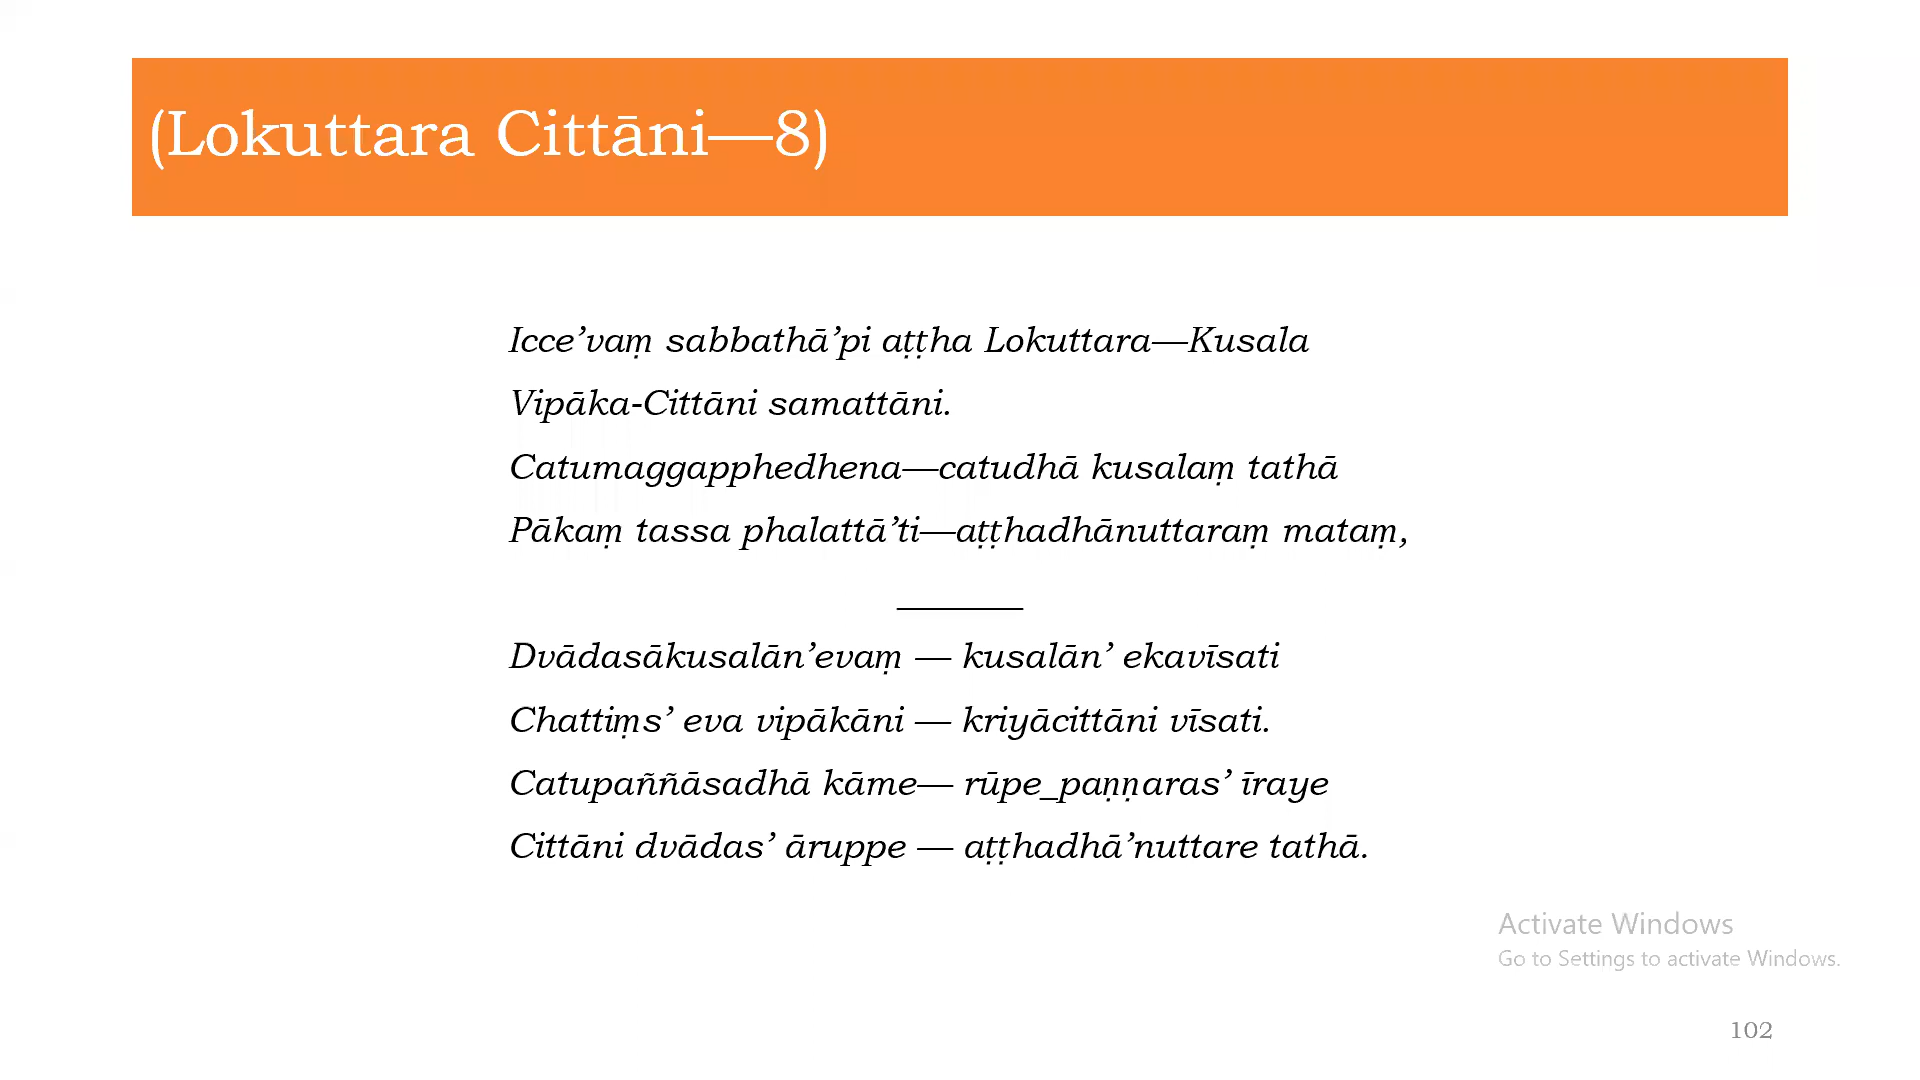 (Lokuttara Cittāni—8)
Icce’vaṃ sabbathā’pi aṭṭha Lokuttara—Kusala
Vipāka-Cittāni samattāni.
Catumaggapphedhena—catudhā kusalaṃ tathā
Pākaṃ tassa phalattā’ti—aṭṭhadhānuttaraṃ mataṃ,
Dvādasākusalān’evaṃ — kusalān’ ekavīsati
Chattiṃs’ eva vipākāni — kriyācittāni vīsati.
Catupaññāsadhā kāme— rūpe_paṇṇaras’ īraye
Cittāni dvādas’ āruppe — aṭṭhadhā’nuttare tathā.
Activate Windows
Go to Settings to activate Windows.
102